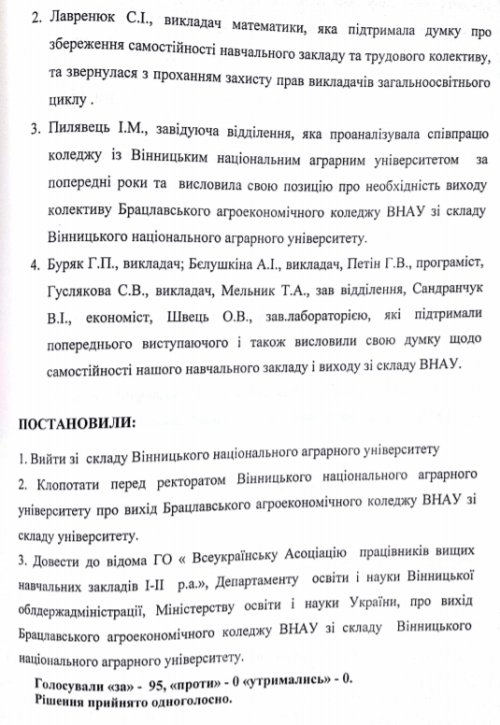 2. Лавренюк С.І., викладач математики, яка підтримала думку про
збереження самостійності навчального закладу та трудового колективу,
та звернулася з проханням захисту прав викладачів загальноосвітнього
циклу .
3. Пилявець І.М., завідуюча відділення, яка проаналізувала співпрацю
коледжу із Вінницьким національним аграрним університетом за
попередні роки та висловила свою позицію про необхідність виходу
колективу Брацлавського агроекономічного коледжу ВНАУ зі складу
Вінницького національного аграрного університету.
4. Буряк Г.П., викладач; Бєлушкіна А.І., викладач, Петін Г.В., програміст,
Гуслякова С.В., викладач, Мельник Т.А., зав відділення, Сандранчук
В.І., економіст, Швець О.В., зав.лабораторією, які підтримали
попереднього виступаючого і також висловили свою думку щодо
самостійності нашого навчального закладу і виходу зі складу ВНАУ.
ПОСТАНОВИЛИ:
1. Вийти зі складу Вінницького національного аграрного університету
2. Клопотати перед ректоратом Вінницького національного аграрного
університету про вихід Брацлавського агроекономічного коледжу ВНАУ зі
складу університету.
3. Довести до відома ГО « Всеукраїнську Асоціацію працівників вищих
навчальних закладів І-ІІ р.а.», Департаменту освіти і науки Вінницької
облдержадміністрації, Міністерству освіти і науки України, про вихід
Брацлавського агроекономічного коледжу ВНАУ зі складу Вінницького
національного аграрного університету.
Голосували «за» - 95, «проти» - 0 «утримались» - 0.
Рішення прийнято одноголосно.